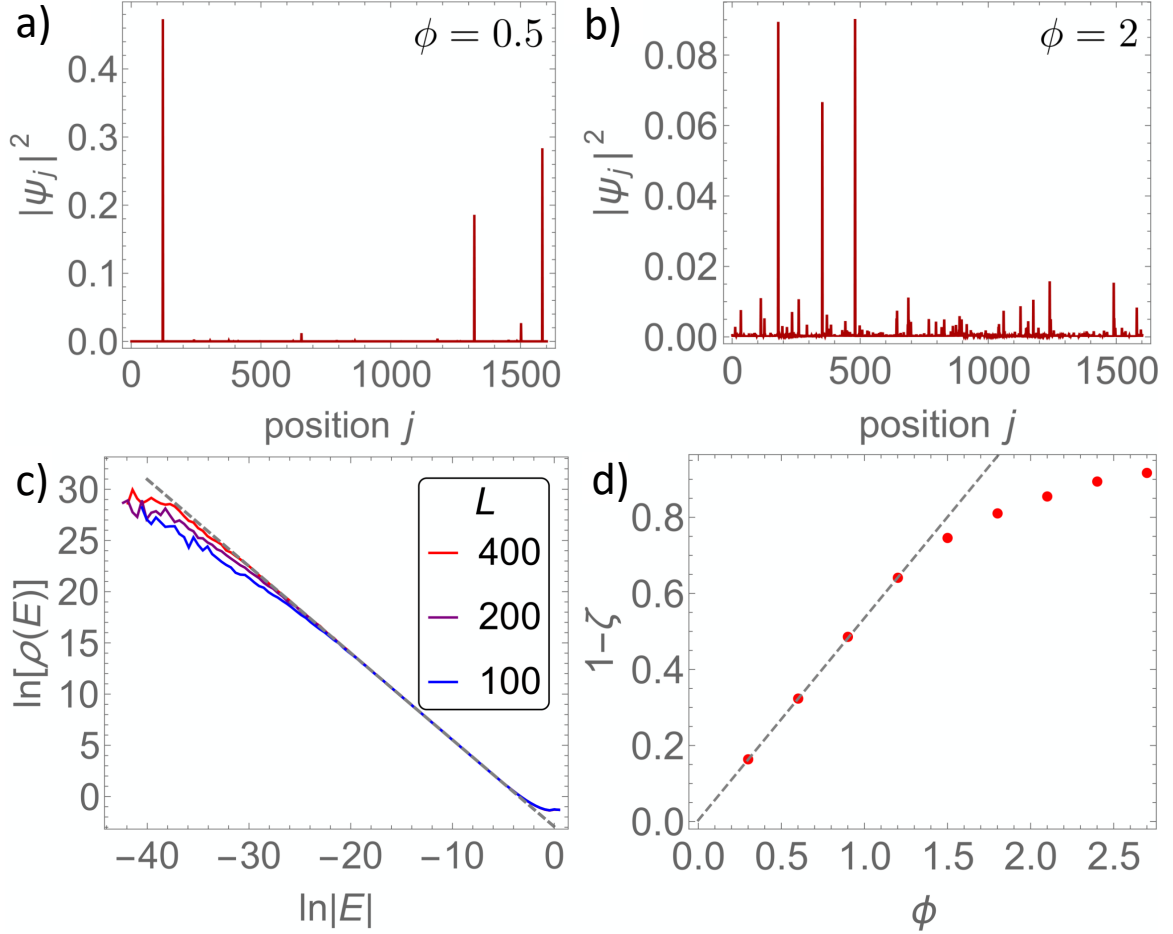 a)
ϕ = 0.5
|ψj|²
0.4
0.3
0.2
0.1
0.0
0 500 1000 1500
position j
b)
ϕ = 2
|ψj|²
0.08
0.06
0.04
0.02
0.00
0 500 1000 1500
position j
c)
ln[ρ(E)]
30
25
20
15
10
5
0
−40 −30 −20 −10 0
ln|E|
L
400
200
100
d)
1−ζ
0.8
0.6
0.4
0.2
0.0
0.0 0.5 1.0 1.5 2.0 2.5
ϕ